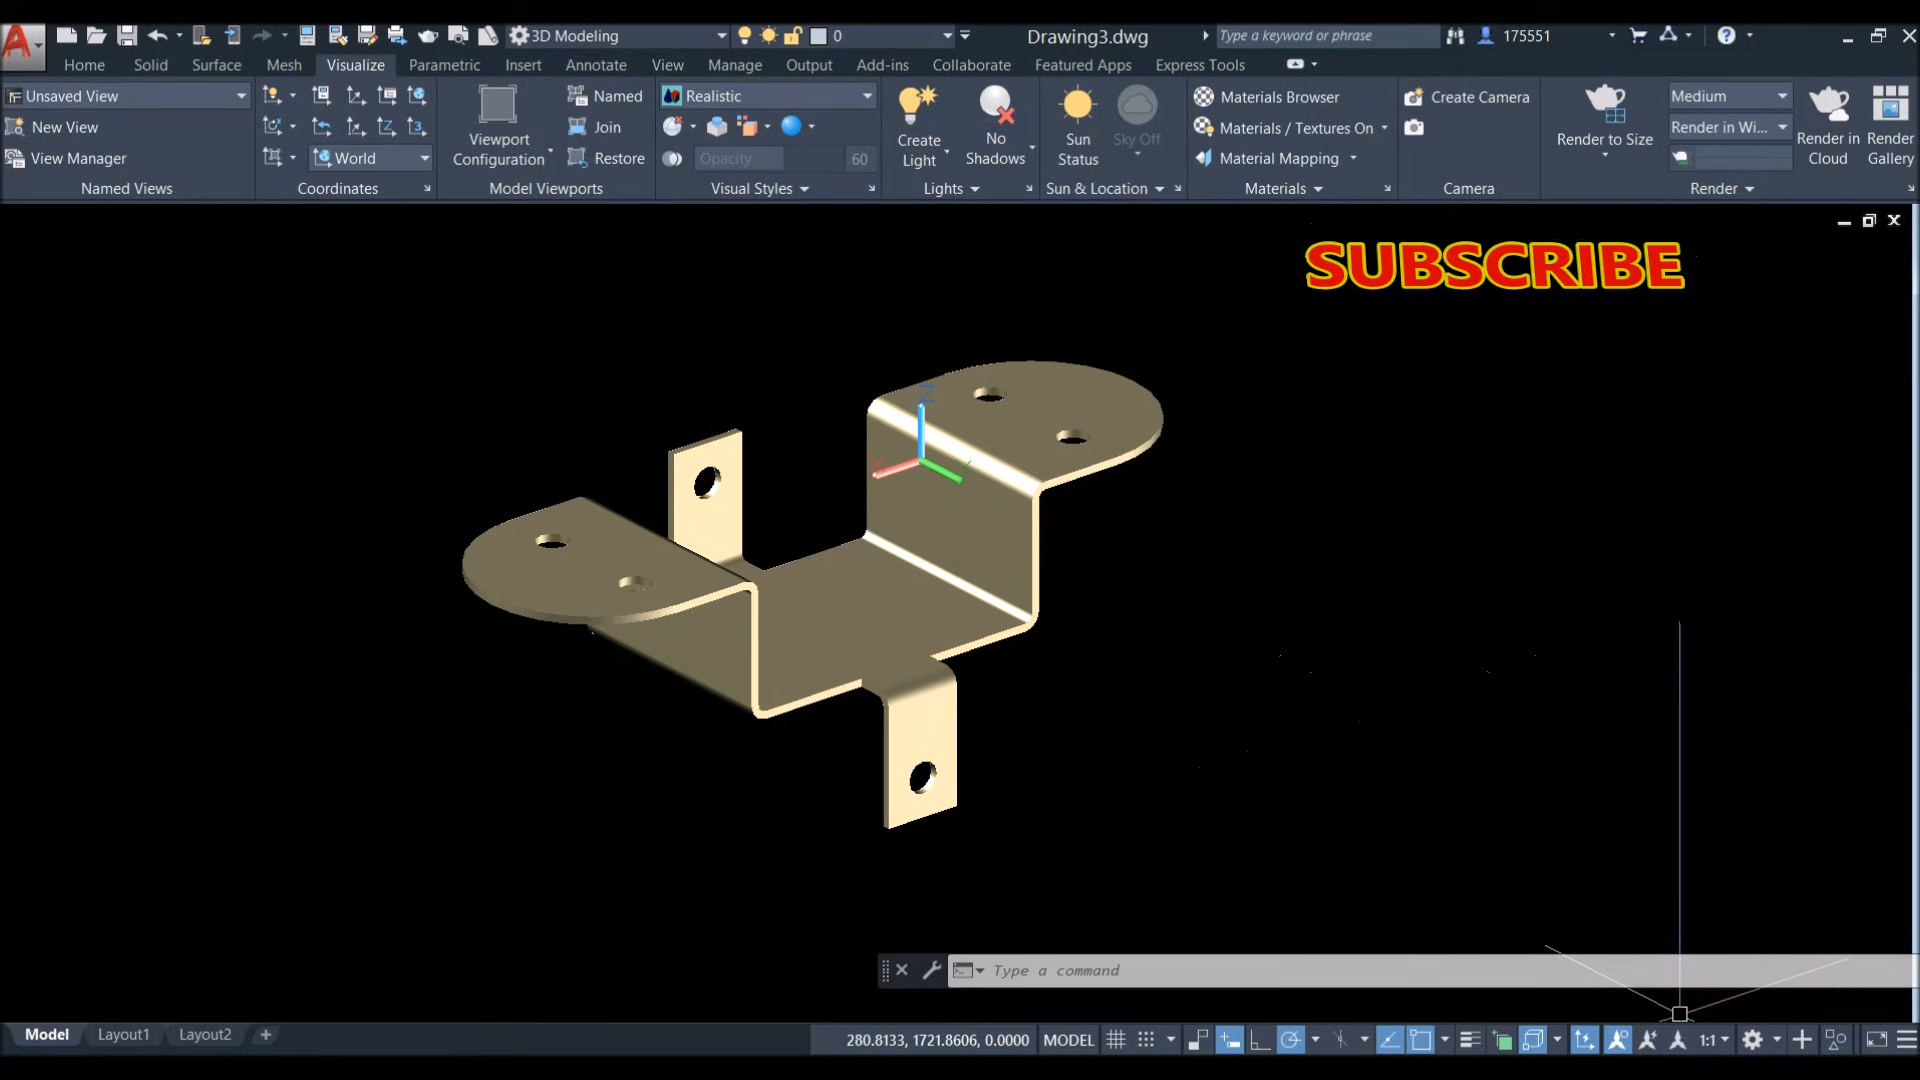 3D Modeling
0
Drawing3.dwg
Type a keyword or phrase
175551
Home Solid Surface Mesh Visualize Parametric Insert Annotate View Manage Output Add-ins Collaborate Featured Apps Express Tools
Unsaved View
New View
View Manager
Named Views
World
Coordinates
Viewport
Configuration
Named
Join
Restore
Model Viewports
Realistic
Opacity 60
Visual Styles
Create
Light
No
Shadows
Lights
Sun
Status
Sky Off
Sun & Location
Materials Browser
Materials / Textures On
Material Mapping
Materials
Create Camera
Camera
Render to Size
Medium
Render in Wi...
Render in
Cloud
Render
Gallery
Render
SUBSCRIBE
Z
Type a command
Model Layout1 Layout2
280.8133, 1721.8606, 0.0000 MODEL 1:1